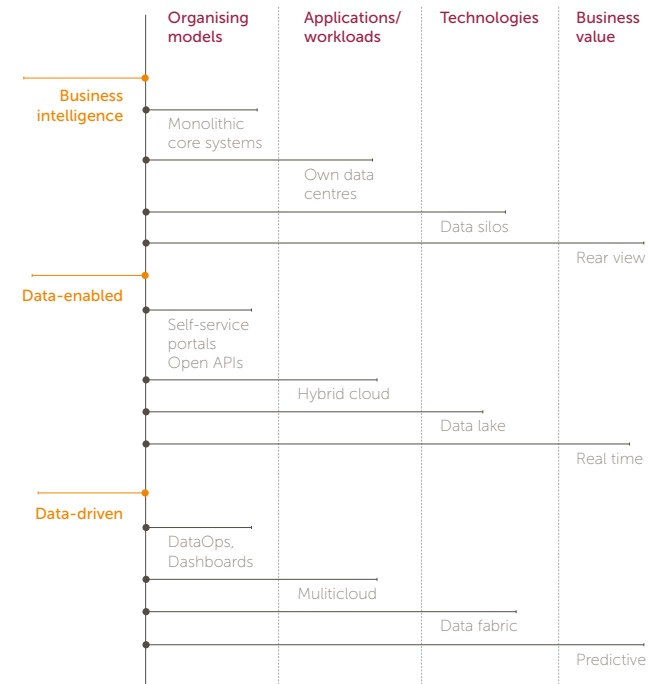 Organising
models
Applications/
workloads
Technologies
Business
value
Business
intelligence
Monolithic
core systems
Own data
centres
Data silos
Rear view
Data-enabled
Self-service
portals
Open APIs
Hybrid cloud
Data lake
Real time
Data-driven
DataOps,
Dashboards
Muliticloud
Data fabric
Predictive